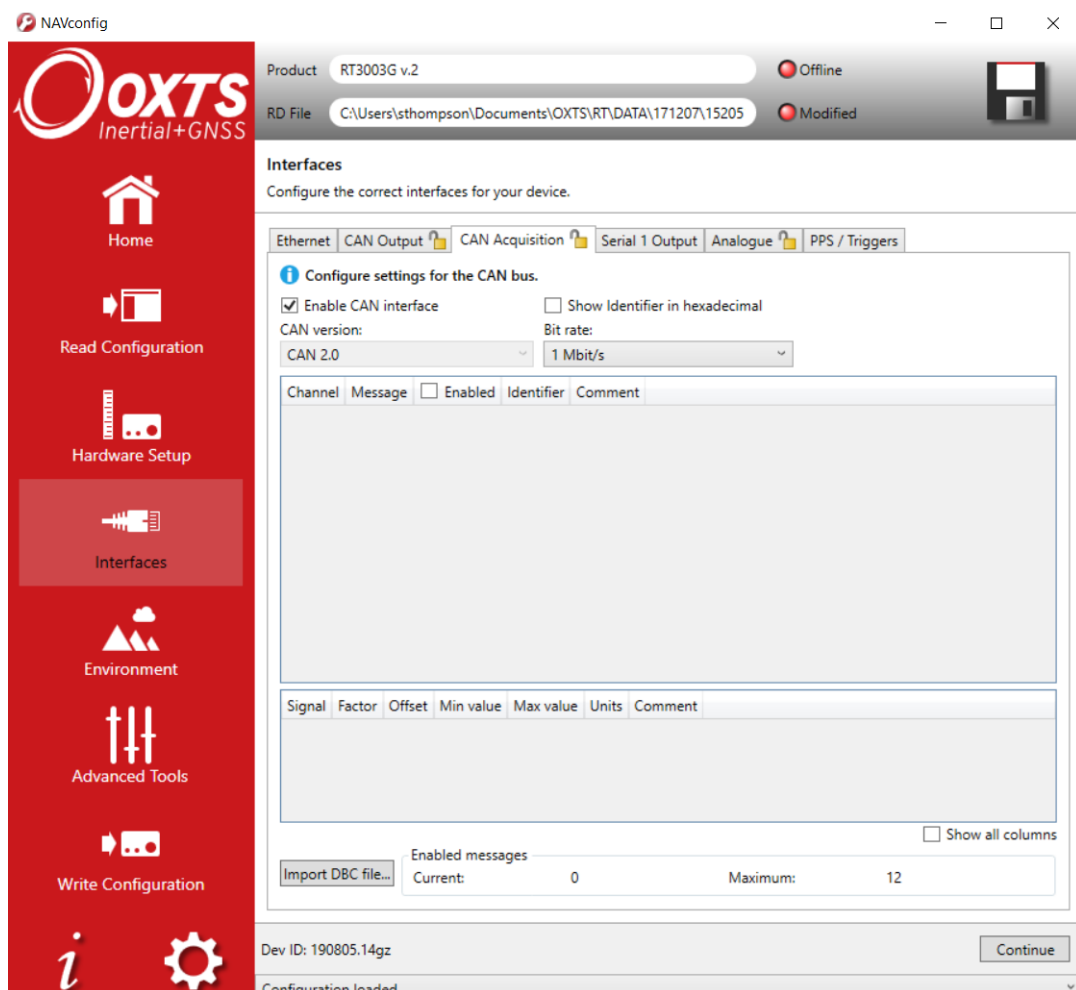 NAVconfig
OXTS
Inertial+GNSS
Product RT3003G v.2 Offline
RD File C:\Users\sthompson\Documents\OXTS\RT\DATA\171207\15205 Modified
Home
Read Configuration
Hardware Setup
Interfaces
Environment
Advanced Tools
Write Configuration
Interfaces
Configure the correct interfaces for your device.
Ethernet CAN Output CAN Acquisition Serial 1 Output Analogue PPS / Triggers
Configure settings for the CAN bus.
Enable CAN interface Show Identifier in hexadecimal
CAN version: Bit rate:
CAN 2.0 1 Mbit/s
Channel Message Enabled Identifier Comment
Signal Factor Offset Min value Max value Units Comment
Show all columns
Import DBC file...
Enabled messages
Current: 0 Maximum: 12
Dev ID: 190805.14gz Continue
Configuration loaded